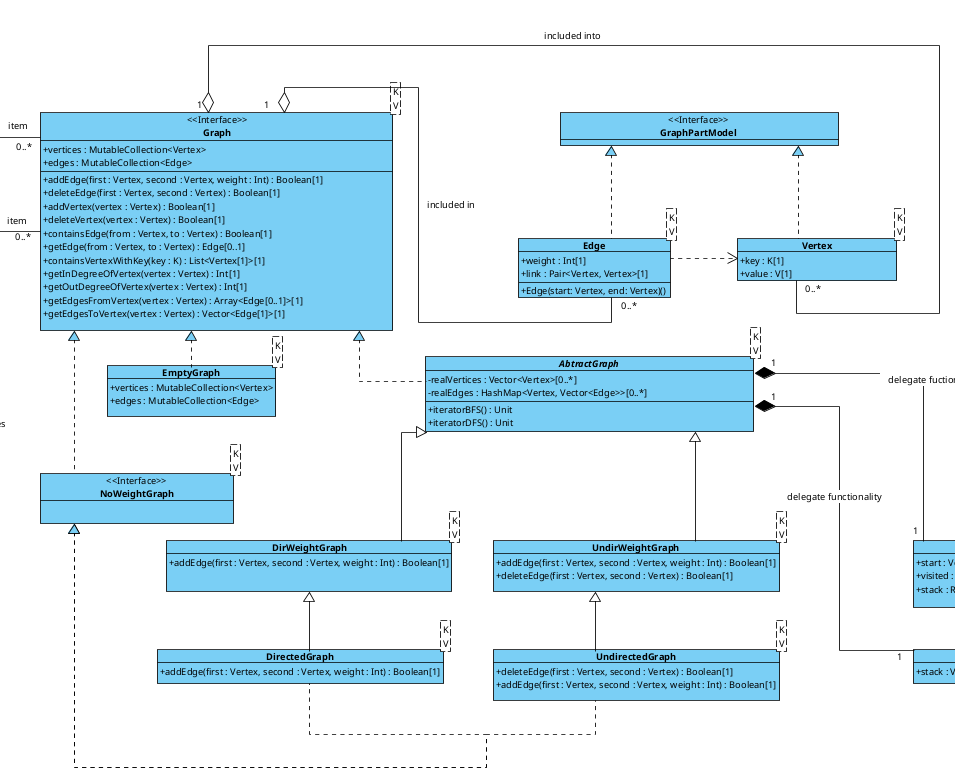 included into
K
V
1
1
item
0..*
<<Interface>>
Graph
+vertices : MutableCollection<Vertex>
+edges : MutableCollection<Edge>
+addEdge(first : Vertex, second : Vertex, weight : Int) : Boolean[1]
+deleteEdge(first : Vertex, second : Vertex) : Boolean[1]
+addVertex(vertex : Vertex) : Boolean[1]
+deleteVertex(vertex : Vertex) : Boolean[1]
+containsEdge(from : Vertex, to : Vertex) : Boolean[1]
+getEdge(from : Vertex, to : Vertex) : Edge[0..1]
+containsVertexWithKey(key : K) : List<Vertex[1]>[1]
+getInDegreeOfVertex(vertex : Vertex) : Int[1]
+getOutDegreeOfVertex(vertex : Vertex) : Int[1]
+getEdgesFromVertex(vertex : Vertex) : Array<Edge[0..1]>[1]
+getEdgesToVertex(vertex : Vertex) : Vector<Edge[1]>[1]
item
0..*
included in
<<Interface>>
GraphPartModel
K
V
Edge
+weight : Int[1]
+link : Pair<Vertex, Vertex>[1]
+Edge(start: Vertex, end: Vertex)()
0..*
K
V
Vertex
+key : K[1]
+value : V[1]
0..*
K
V
EmptyGraph
+vertices : MutableCollection<Vertex>
+edges : MutableCollection<Edge>
K
V
AbtractGraph
-realVertices : Vector<Vertex>[0..*]
-realEdges : HashMap<Vertex, Vector<Edge>>[0..*]
+iteratorBFS() : Unit
+iteratorDFS() : Unit
1
1
delegate fuction
delegate functionality
K
V
<<Interface>>
NoWeightGraph
K
V
DirWeightGraph
+addEdge(first : Vertex, second : Vertex, weight : Int) : Boolean[1]
K
V
UndirWeightGraph
+addEdge(first : Vertex, second : Vertex, weight : Int) : Boolean[1]
+deleteEdge(first : Vertex, second : Vertex) : Boolean[1]
1
+start : V
+visited :
+stack : R
K
V
DirectedGraph
+addEdge(first : Vertex, second : Vertex, weight : Int) : Boolean[1]
K
V
UndirectedGraph
+deleteEdge(first : Vertex, second : Vertex) : Boolean[1]
+addEdge(first : Vertex, second : Vertex, weight : Int) : Boolean[1]
1
+stack : V